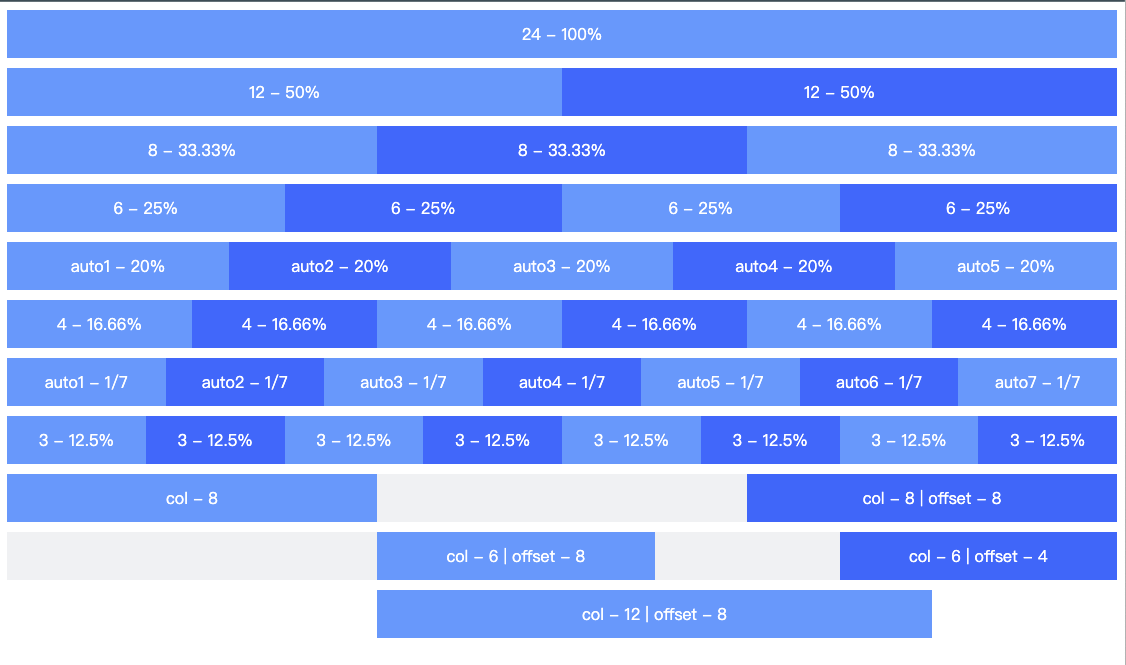 24 – 100%
12 – 50% 12 – 50%
8 – 33.33% 8 – 33.33% 8 – 33.33%
6 – 25% 6 – 25% 6 – 25% 6 – 25%
auto1 – 20% auto2 – 20% auto3 – 20% auto4 – 20% auto5 – 20%
4 – 16.66% 4 – 16.66% 4 – 16.66% 4 – 16.66% 4 – 16.66% 4 – 16.66%
auto1 – 1/7 auto2 – 1/7 auto3 – 1/7 auto4 – 1/7 auto5 – 1/7 auto6 – 1/7 auto7 – 1/7
3 – 12.5% 3 – 12.5% 3 – 12.5% 3 – 12.5% 3 – 12.5% 3 – 12.5% 3 – 12.5% 3 – 12.5%
col – 8 col – 8 | offset – 8
col – 6 | offset – 8 col – 6 | offset – 4
col – 12 | offset – 8